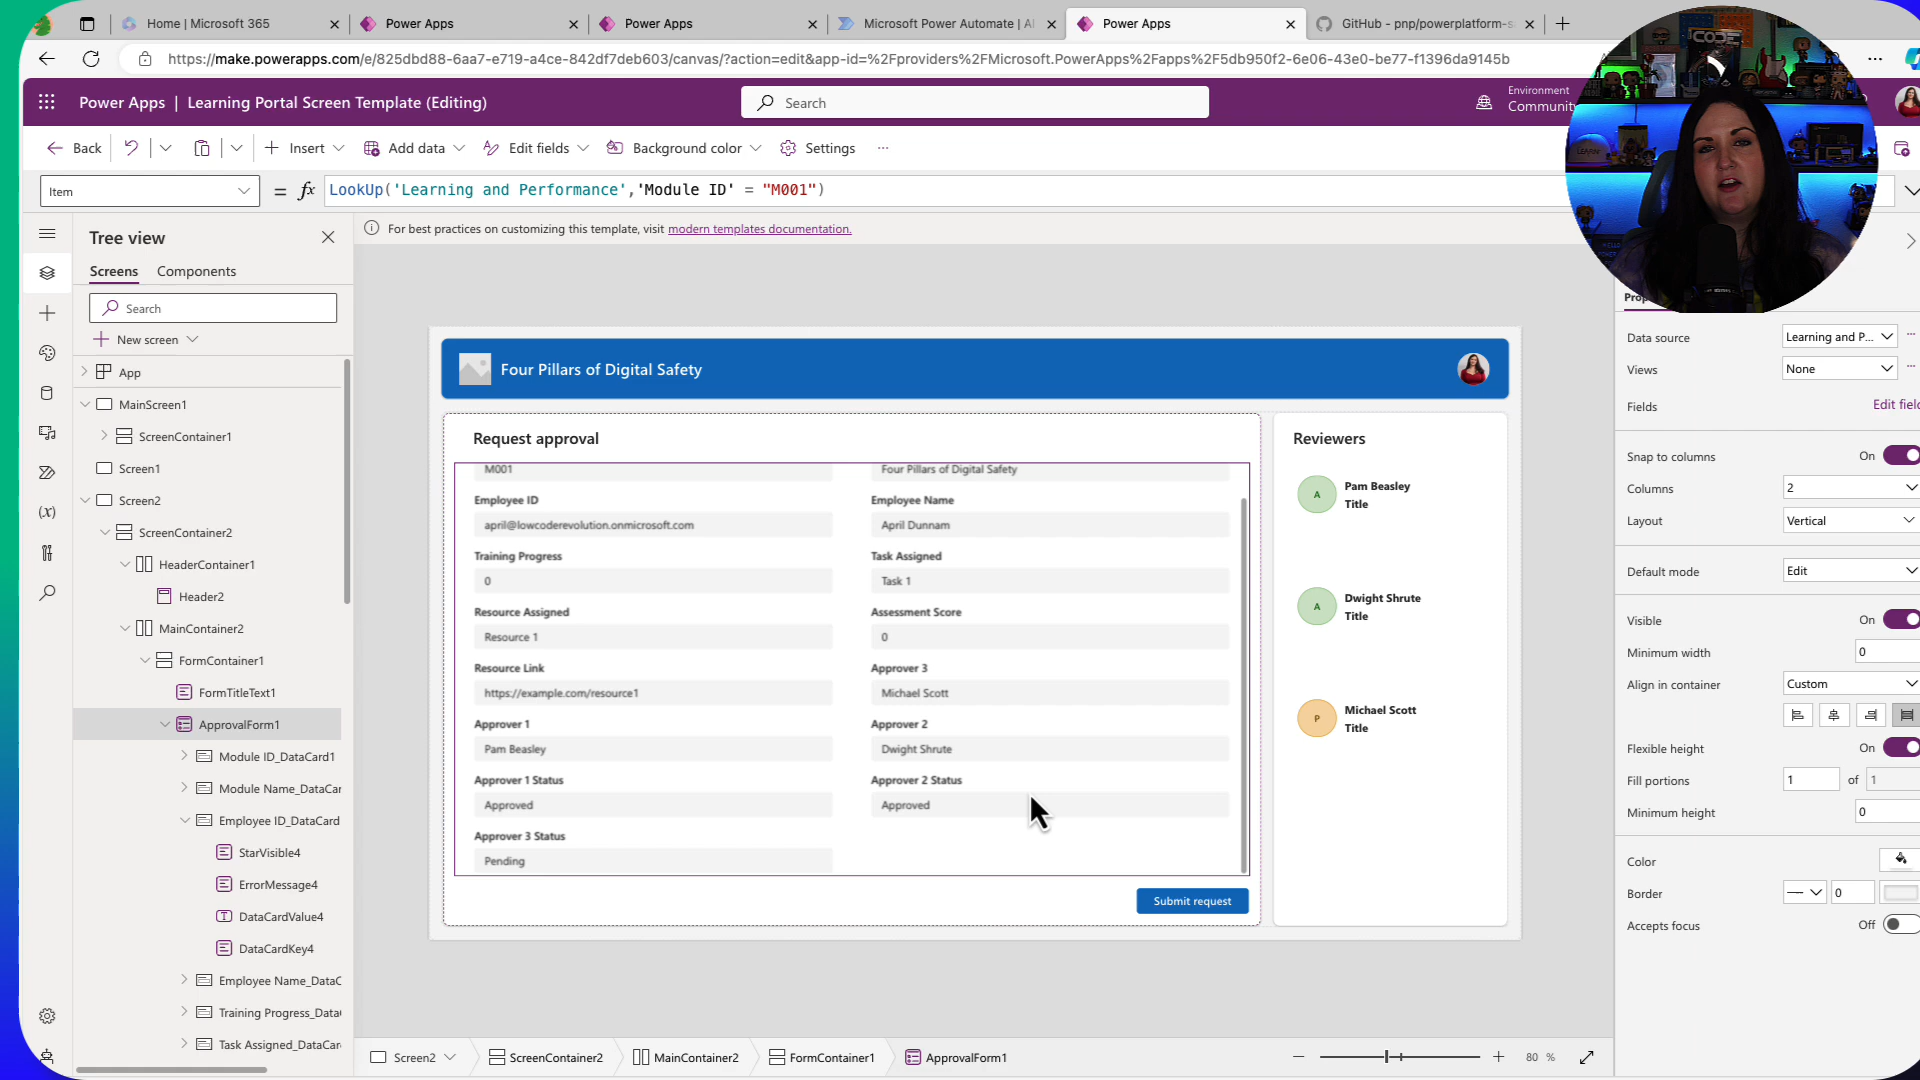 Home | Microsoft 365
Power Apps
Power Apps
Microsoft Power Automate | AI
Power Apps
GitHub - pnp/powerplatform-s
https://make.powerapps.com/e/825dbd88-6aa7-e719-a4ce-842df7deb603/canvas/?action=edit&app-id=%2Fproviders%2FMicrosoft.PowerApps%2Fapps%2F5db950f2-6e06-43e0-be77-f1396da9145b
Power Apps | Learning Portal Screen Template (Editing)
Search
Environment
Community
Back
Insert
Add data
Edit fields
Background color
Settings
Item
= fx LookUp('Learning and Performance','Module ID' = "M001")
Tree view
Screens Components
Search
New screen
App
MainScreen1
ScreenContainer1
Screen1
Screen2
ScreenContainer2
HeaderContainer1
Header2
MainContainer2
FormContainer1
FormTitleText1
ApprovalForm1
Module ID_DataCard1
Module Name_DataCar
Employee ID_DataCard
StarVisible4
ErrorMessage4
DataCardValue4
DataCardKey4
Employee Name_DataC
Training Progress_Data
Task Assigned_DataCar
For best practices on customizing this template, visit modern templates documentation.
Four Pillars of Digital Safety
Request approval
M001
Four Pillars of Digital Safety
Employee ID
Employee Name
april@lowcoderevolution.onmicrosoft.com
April Dunnam
Training Progress
Task Assigned
0
Task 1
Resource Assigned
Assessment Score
Resource 1
0
Resource Link
Approver 3
https://example.com/resource1
Michael Scott
Approver 1
Approver 2
Pam Beasley
Dwight Shrute
Approver 1 Status
Approver 2 Status
Approved
Approved
Approver 3 Status
Pending
Submit request
Reviewers
A
Pam Beasley
Title
A
Dwight Shrute
Title
P
Michael Scott
Title
CODE
LEARN
Data source
Learning and P...
Views
None
Fields
Edit field
Snap to columns
On
Columns
2
Layout
Vertical
Default mode
Edit
Visible
On
Minimum width
0
Align in container
Custom
Flexible height
On
Fill portions
1 of 1
Minimum height
0
Color
Border
0
Accepts focus
Off
Screen2
ScreenContainer2
MainContainer2
FormContainer1
ApprovalForm1
80 %